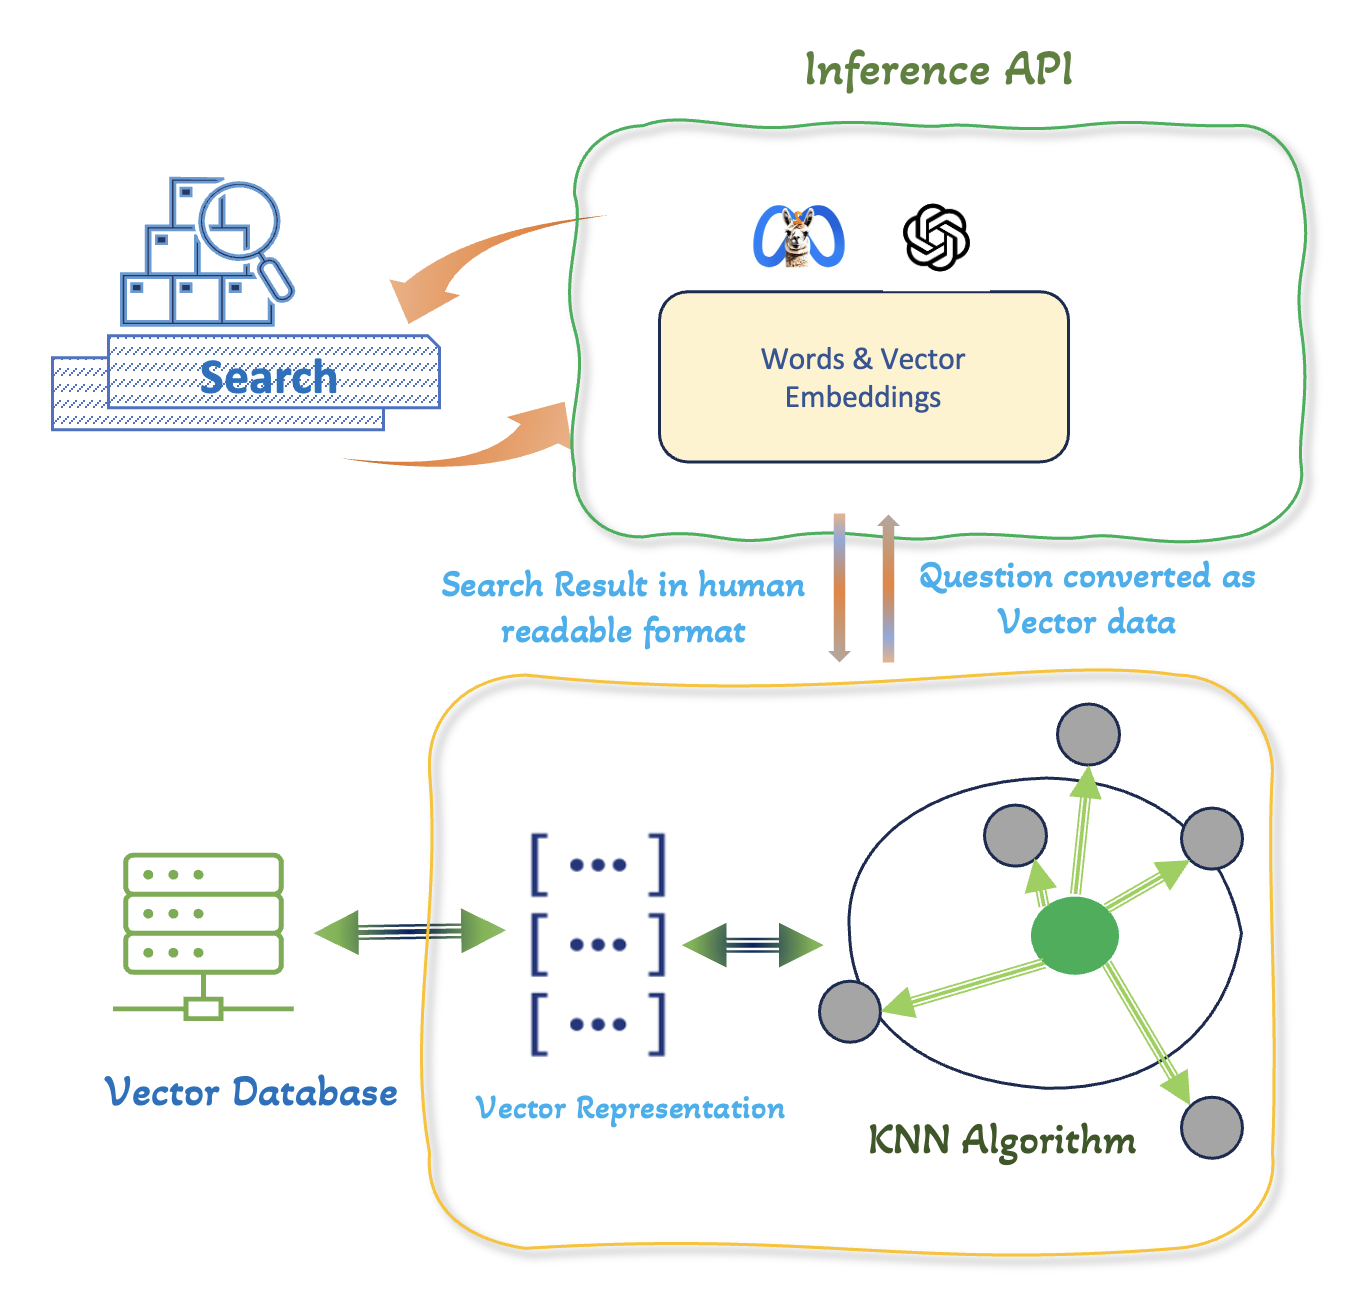 Inference API
Search
Words & Vector
Embeddings
Search Result in human
readable format
Question converted as
Vector data
Vector Database
Vector Representation
KNN Algorithm